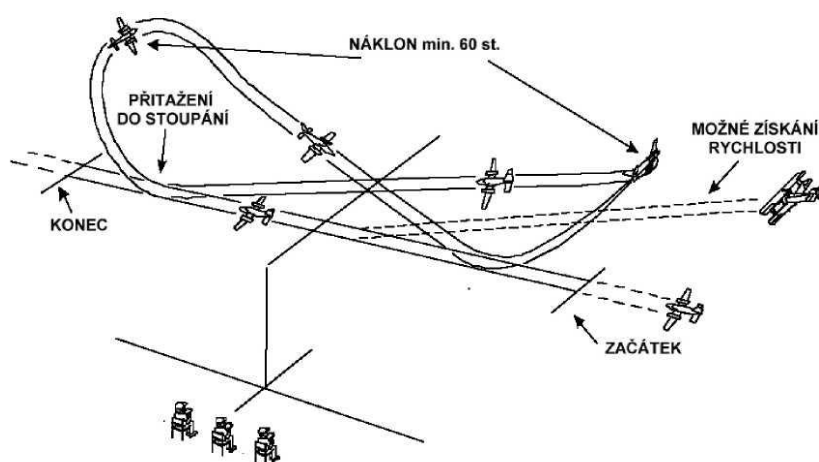 NÁKLON min. 60 st.
PŘITAŽENÍ
DO STOUPÁNÍ
MOŽNÉ ZÍSKÁNÍ
RYCHLOSTI
KONEC
ZAČÁTEK